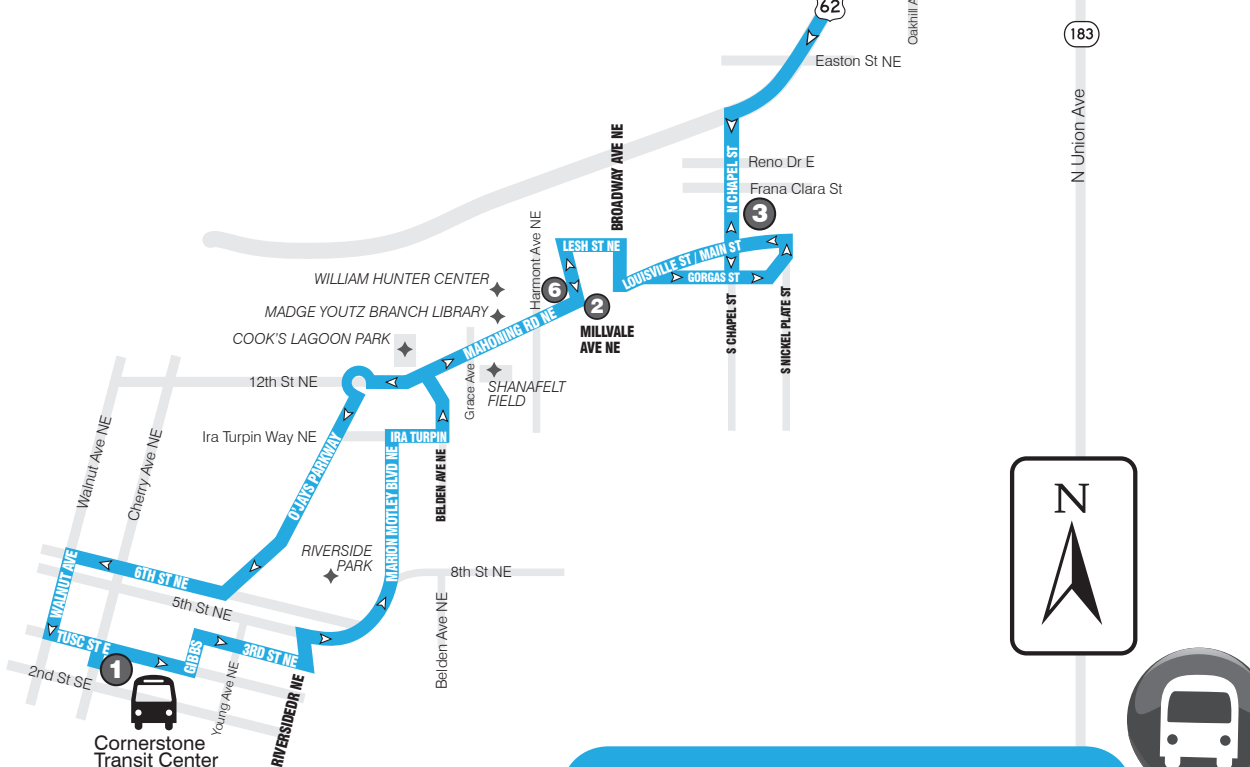 62
Oakhill A
183
Easton St NE
N Union Ave
BROADWAY AVE NE
N CHAPEL ST
Reno Dr E
Frana Clara St
3
Harmont Ave NE
LESH ST NE
LOUISVILLE ST / MAIN ST
GORGAS ST
WILLIAM HUNTER CENTER
6
2
MADGE YOUTZ BRANCH LIBRARY
MAHONING RD NE
MILLVALE
AVE NE
S CHAPEL ST
S NICKEL PLATE ST
COOK'S LAGOON PARK
12th St NE
Grace Ave
SHANAFELT
FIELD
Walnut Ave NE
Cherry Ave NE
Ira Turpin Way NE
IRA TURPIN
O'JAYS PARKWAY
MARION MOTLEY BLVD NE
BELDEN AVE NE
N
RIVERSIDE
PARK
8th St NE
6TH ST NE
WALNUT AVE
5th St NE
Belden Ave NE
TUSC ST E
GIBBS
3RD ST NE
1
2nd St SE
Young Ave NE
RIVERSIDEDR NE
Cornerstone
Transit Center